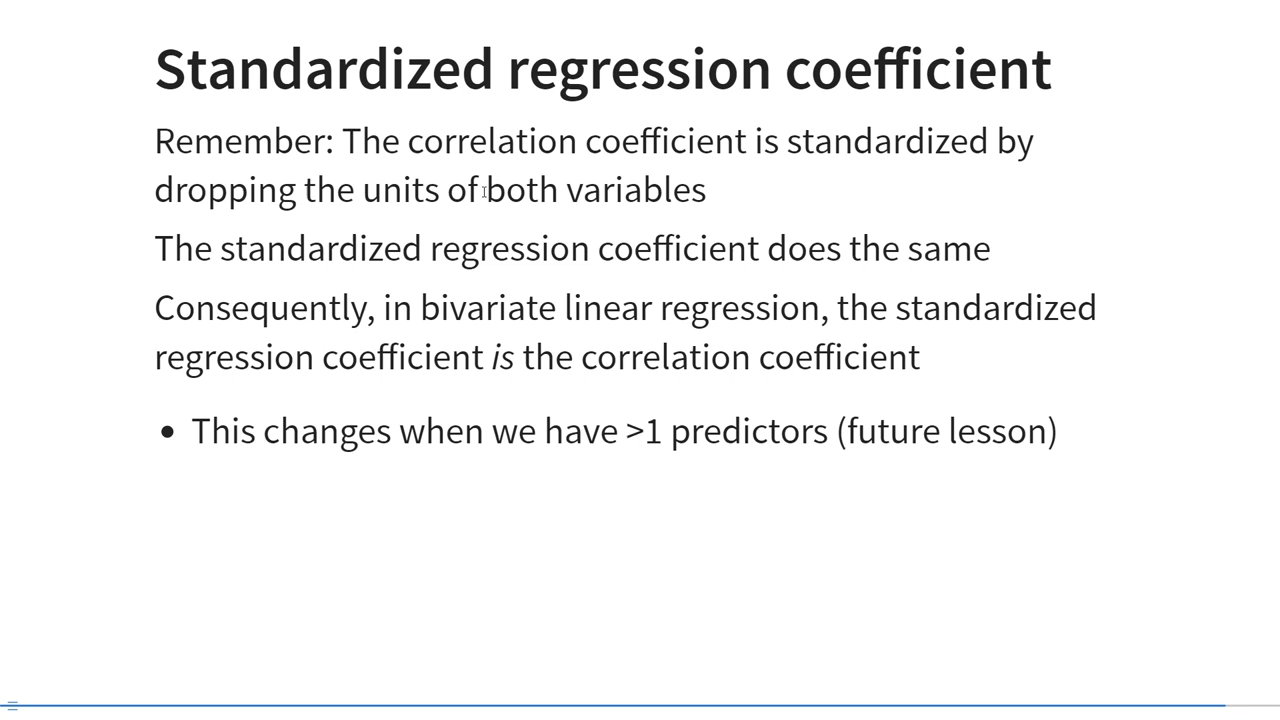 Standardized regression coefficient
Remember: The correlation coefficient is standardized by
dropping the units of both variables
The standardized regression coefficient does the same
Consequently, in bivariate linear regression, the standardized
regression coefficient is the correlation coefficient
• This changes when we have >1 predictors (future lesson)